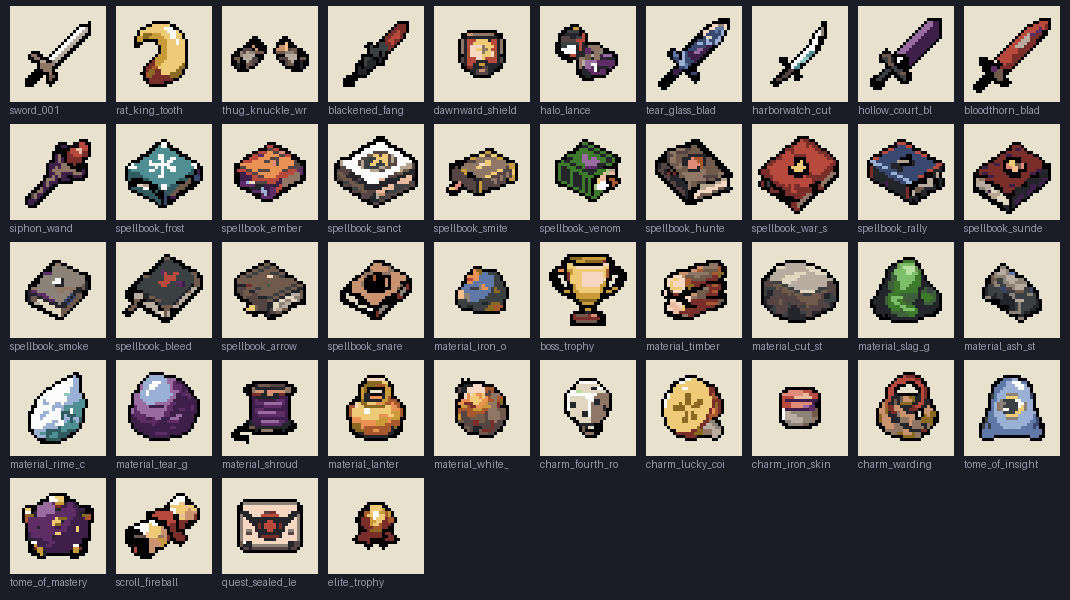 sword_001 rat_king_tooth thug_knuckle_wr blackened_fang dawnward_shield halo_lance tear_glass_blad harborwatch_cut hollow_court_bl bloodthorn_blad
siphon_wand spellbook_frost spellbook_ember spellbook_sanct spellbook_smite spellbook_venom spellbook_hunte spellbook_war_s spellbook_rally spellbook_sunde
spellbook_smoke spellbook_bleed spellbook_arrow spellbook_snare material_iron_o boss_trophy material_timber material_cut_st material_slag_g material_ash_st
material_rime_c material_tear_g material_shroud material_lanter material_white_ charm_fourth_ro charm_lucky_coi charm_iron_skin charm_warding tome_of_insight
tome_of_mastery scroll_fireball quest_sealed_le elite_trophy